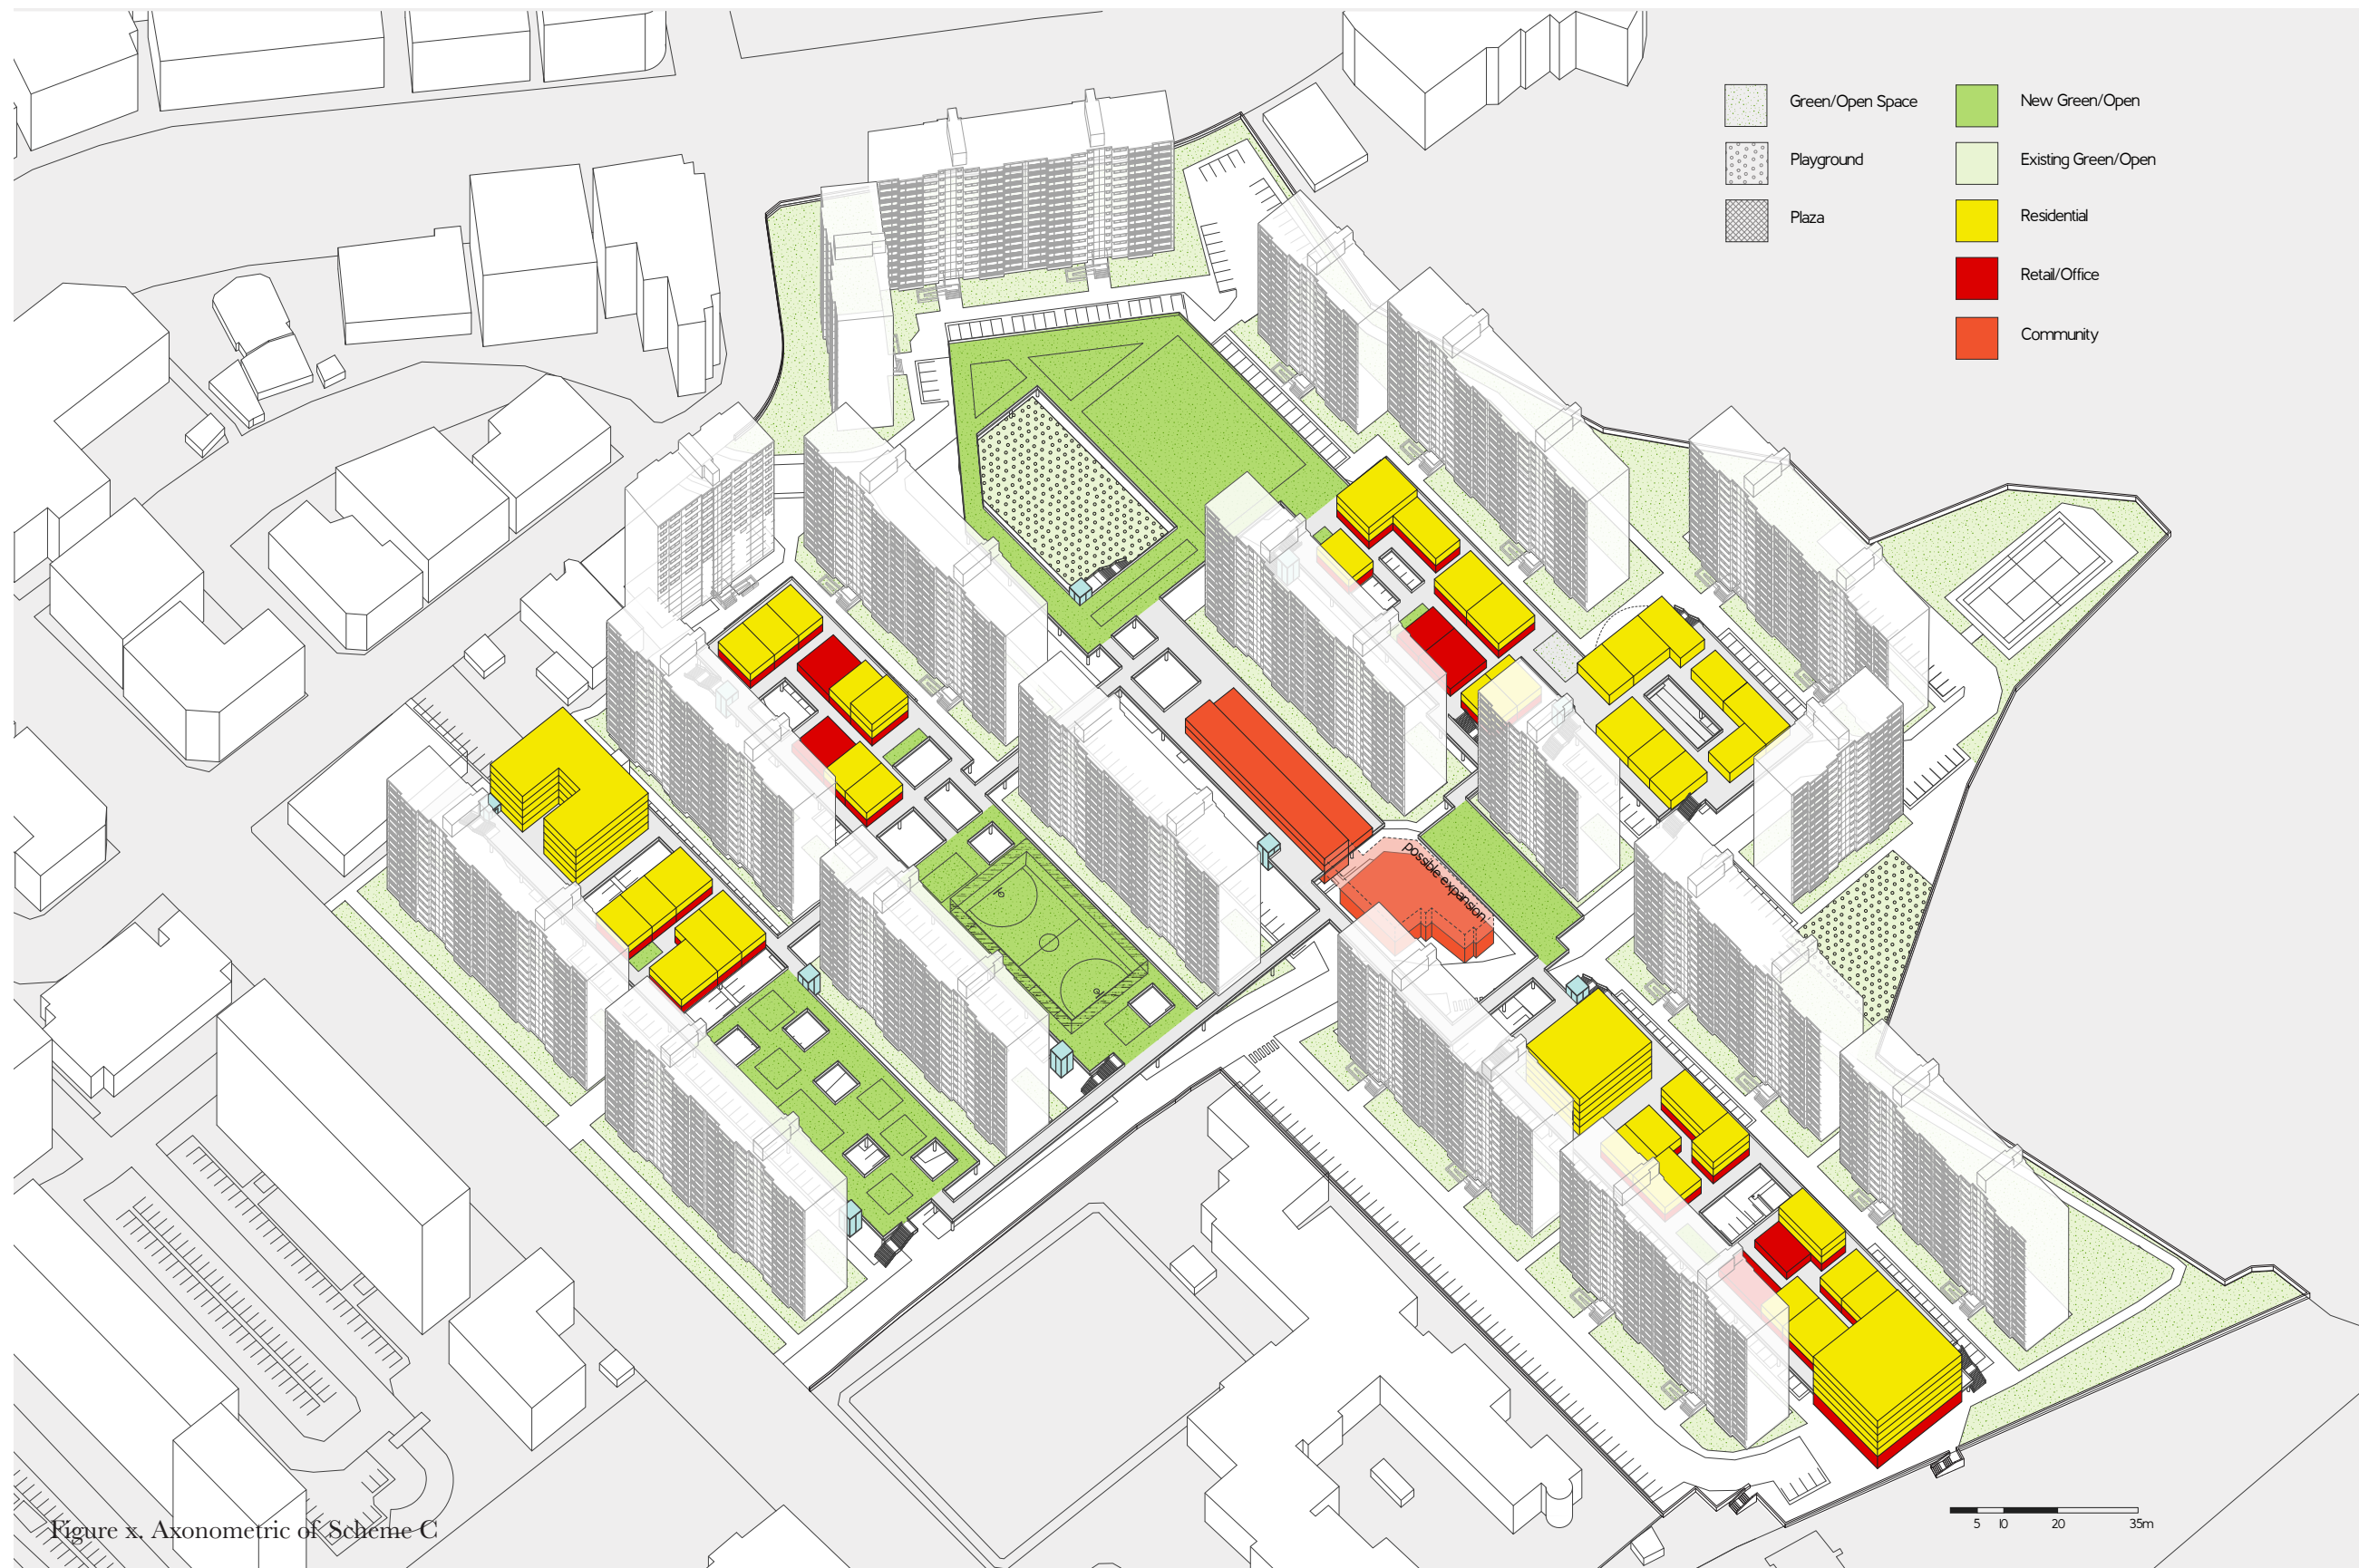 Green/Open Space
New Green/Open
Playground
Existing Green/Open
Plaza
Residential
Retail/Office
Community
possible expansion
5 10 20 35m
Figure x. Axonometric of Scheme C